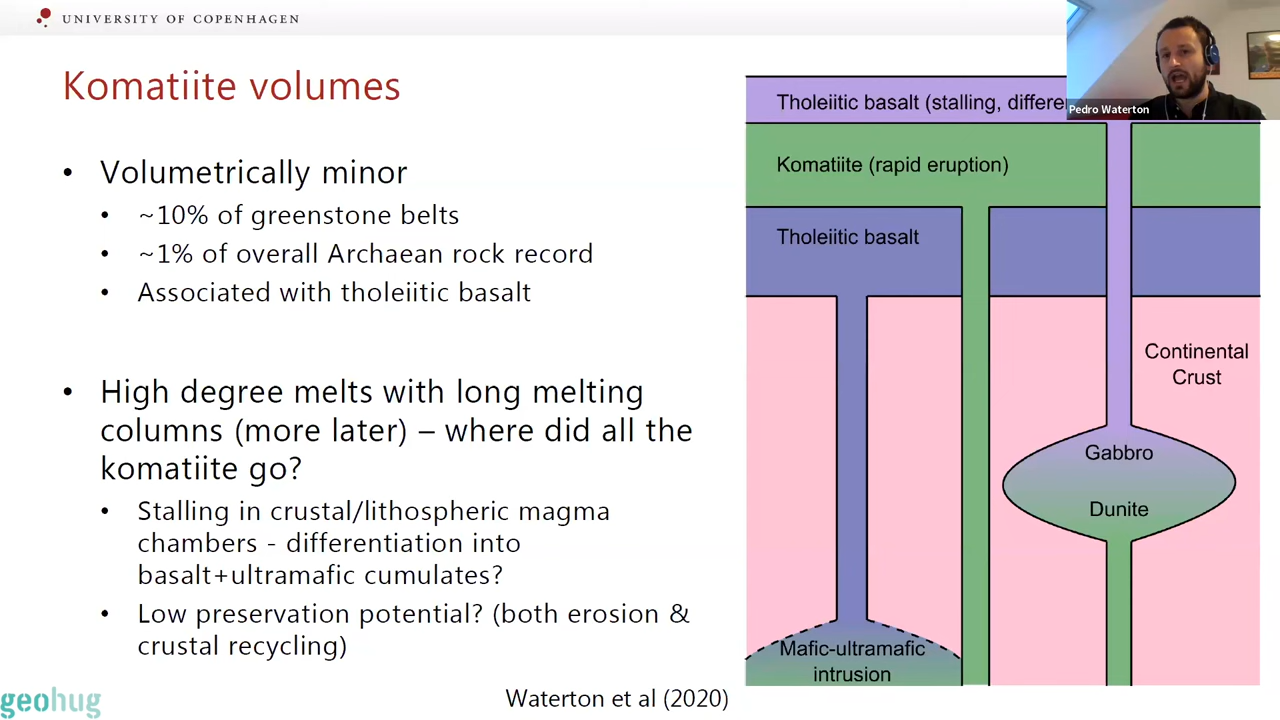 UNIVERSITY OF COPENHAGEN
Komatiite volumes
• Volumetrically minor
• ~10% of greenstone belts
• ~1% of overall Archaean rock record
• Associated with tholeiitic basalt
• High degree melts with long melting
columns (more later) – where did all the
komatiite go?
• Stalling in crustal/lithospheric magma
chambers - differentiation into
basalt+ultramafic cumulates?
• Low preservation potential? (both erosion &
crustal recycling)
Waterton et al (2020)
geohug
Pedro Waterton
Tholeiitic basalt (stalling, differe
Komatiite (rapid eruption)
Tholeiitic basalt
Continental
Crust
Gabbro
Dunite
Mafic-ultramafic
intrusion